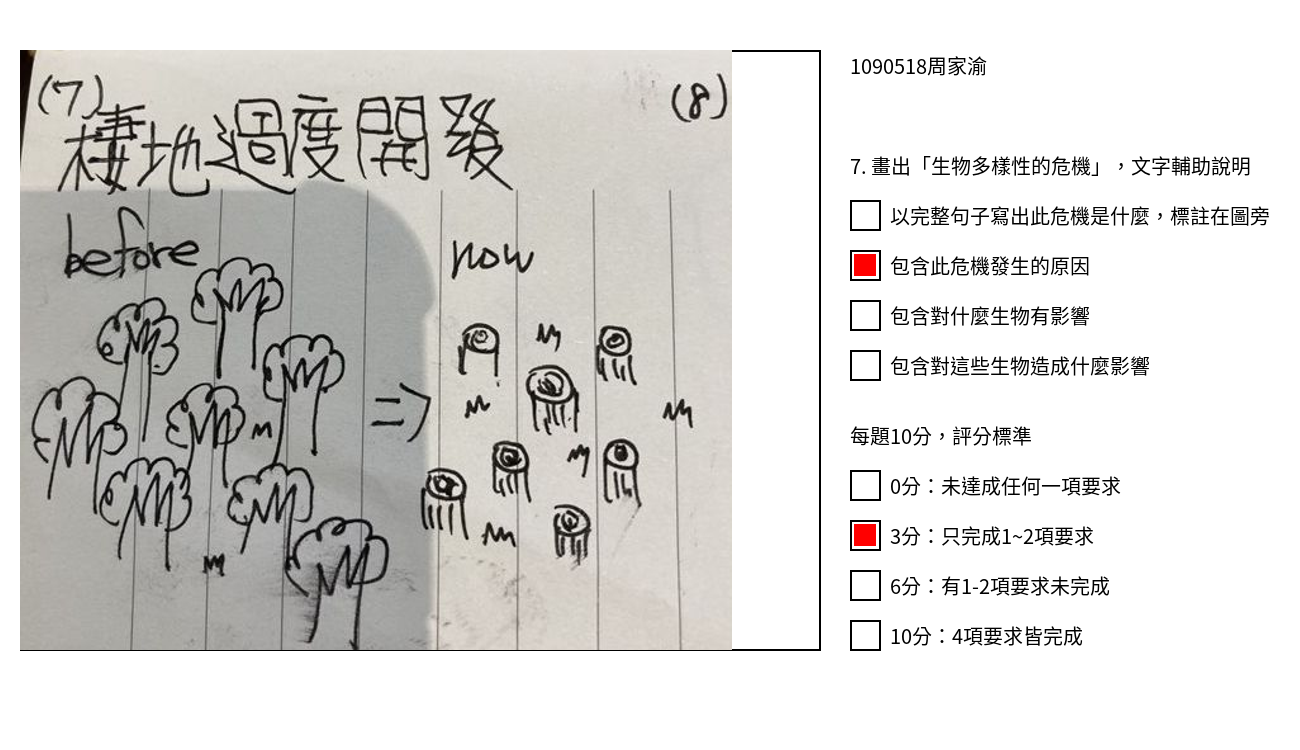 (7)
(8)
棲地過度開發
before
now
1090518周家渝
7. 畫出「生物多樣性的危機」，文字輔助說明
以完整句子寫出此危機是什麼，標註在圖旁
包含此危機發生的原因
包含對什麼生物有影響
包含對這些生物造成什麼影響
每題10分，評分標準
0分：未達成任何一項要求
3分：只完成1~2項要求
6分：有1-2項要求未完成
10分：4項要求皆完成